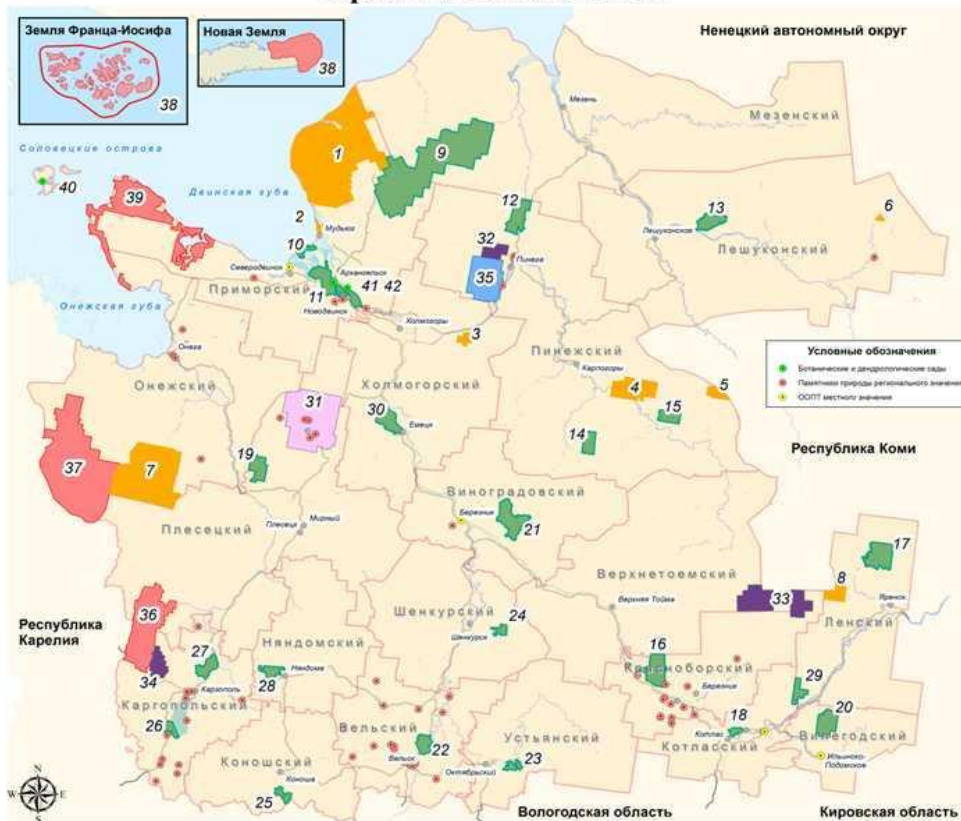 Земля Франца-Иосифа
38
Новая Земля
38
Ненецкий автономный округ
Мезень
Мезенский
Соловецкие острова
40
39
Двинская губа
1
9
2
Мудьюг
10
12
13
6
32
Лешуконское
Лешуконский
Северодвинск
Архангельск
35
Пинега
Приморский
11
41 42
Новодвинск
Холмогоры
3
Онежская губа
Онега
Онежский
Холмогорский
Пинежский
Карпогоры
4
5
15
14
Условные обозначения
Ботанические и дендрологические сады
Памятники природы регионального значения
ООПТ местного значения
Республика Коми
31
30
Емецк
19
37
7
Плесецкий
Плесецк
Мирный
Виноградовский
Березник
21
17
Верхнетоемский
33
8
Яренск
Ленский
Верхняя Тойма
Республика
Карелия
36
34
27
Няндомский
28
Няндома
Каргополь
Каргопольский
26
Шенкурский
Шенкурск
24
16
Красноборский
Березник
29
20
18
Котлас
Котласский
Вилегодский
Ильинско-
Подомское
Вельский
22
Вельск
Устьянский
Октябрьский
23
Коношский
Коноша
25
N
W
E
S
Вологодская область
Кировская область